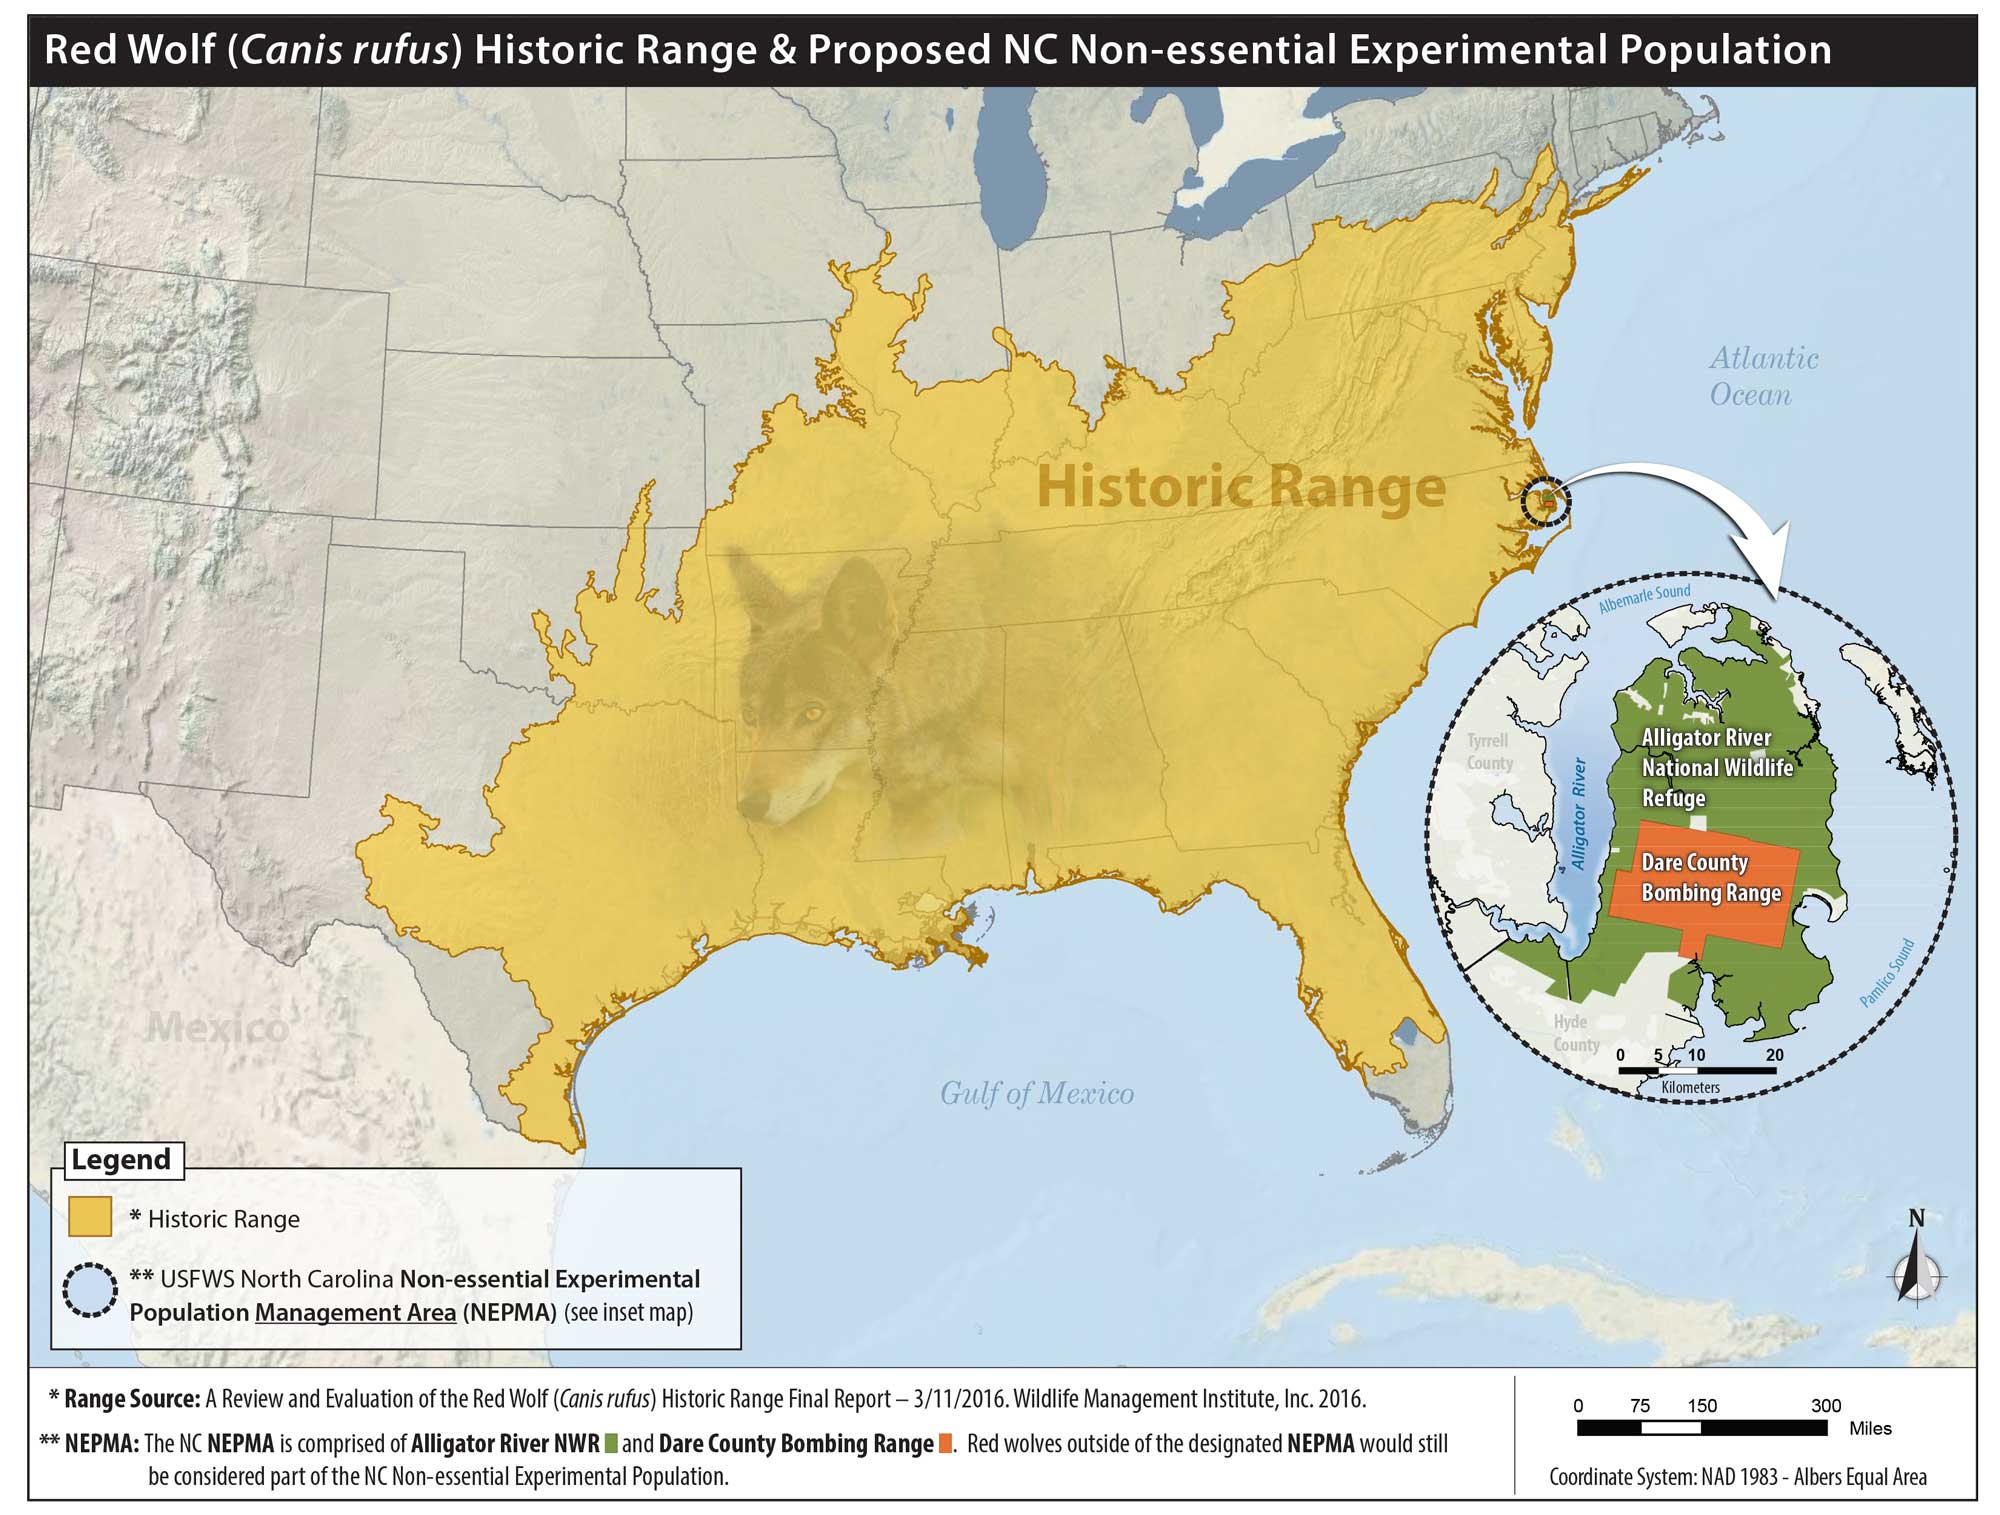 Red Wolf (Canis rufus) Historic Range & Proposed NC Non-essential Experimental Population
Atlantic
Ocean
Historic Range
Albemarle Sound
Tyrrell
County
Alligator River
Alligator River
National Wildlife
Refuge
Dare County
Bombing Range
Pamlico Sound
Hyde
County
0 5 10 20
Kilometers
Mexico
Gulf of Mexico
Legend
* Historic Range
** USFWS North Carolina Non-essential Experimental
Population Management Area (NEPMA) (see inset map)
N
* Range Source: A Review and Evaluation of the Red Wolf (Canis rufus) Historic Range Final Report – 3/11/2016. Wildlife Management Institute, Inc. 2016.
** NEPMA: The NC NEPMA is comprised of Alligator River NWR and Dare County Bombing Range . Red wolves outside of the designated NEPMA would still
be considered part of the NC Non-essential Experimental Population.
0 75 150 300
Miles
Coordinate System: NAD 1983 - Albers Equal Area